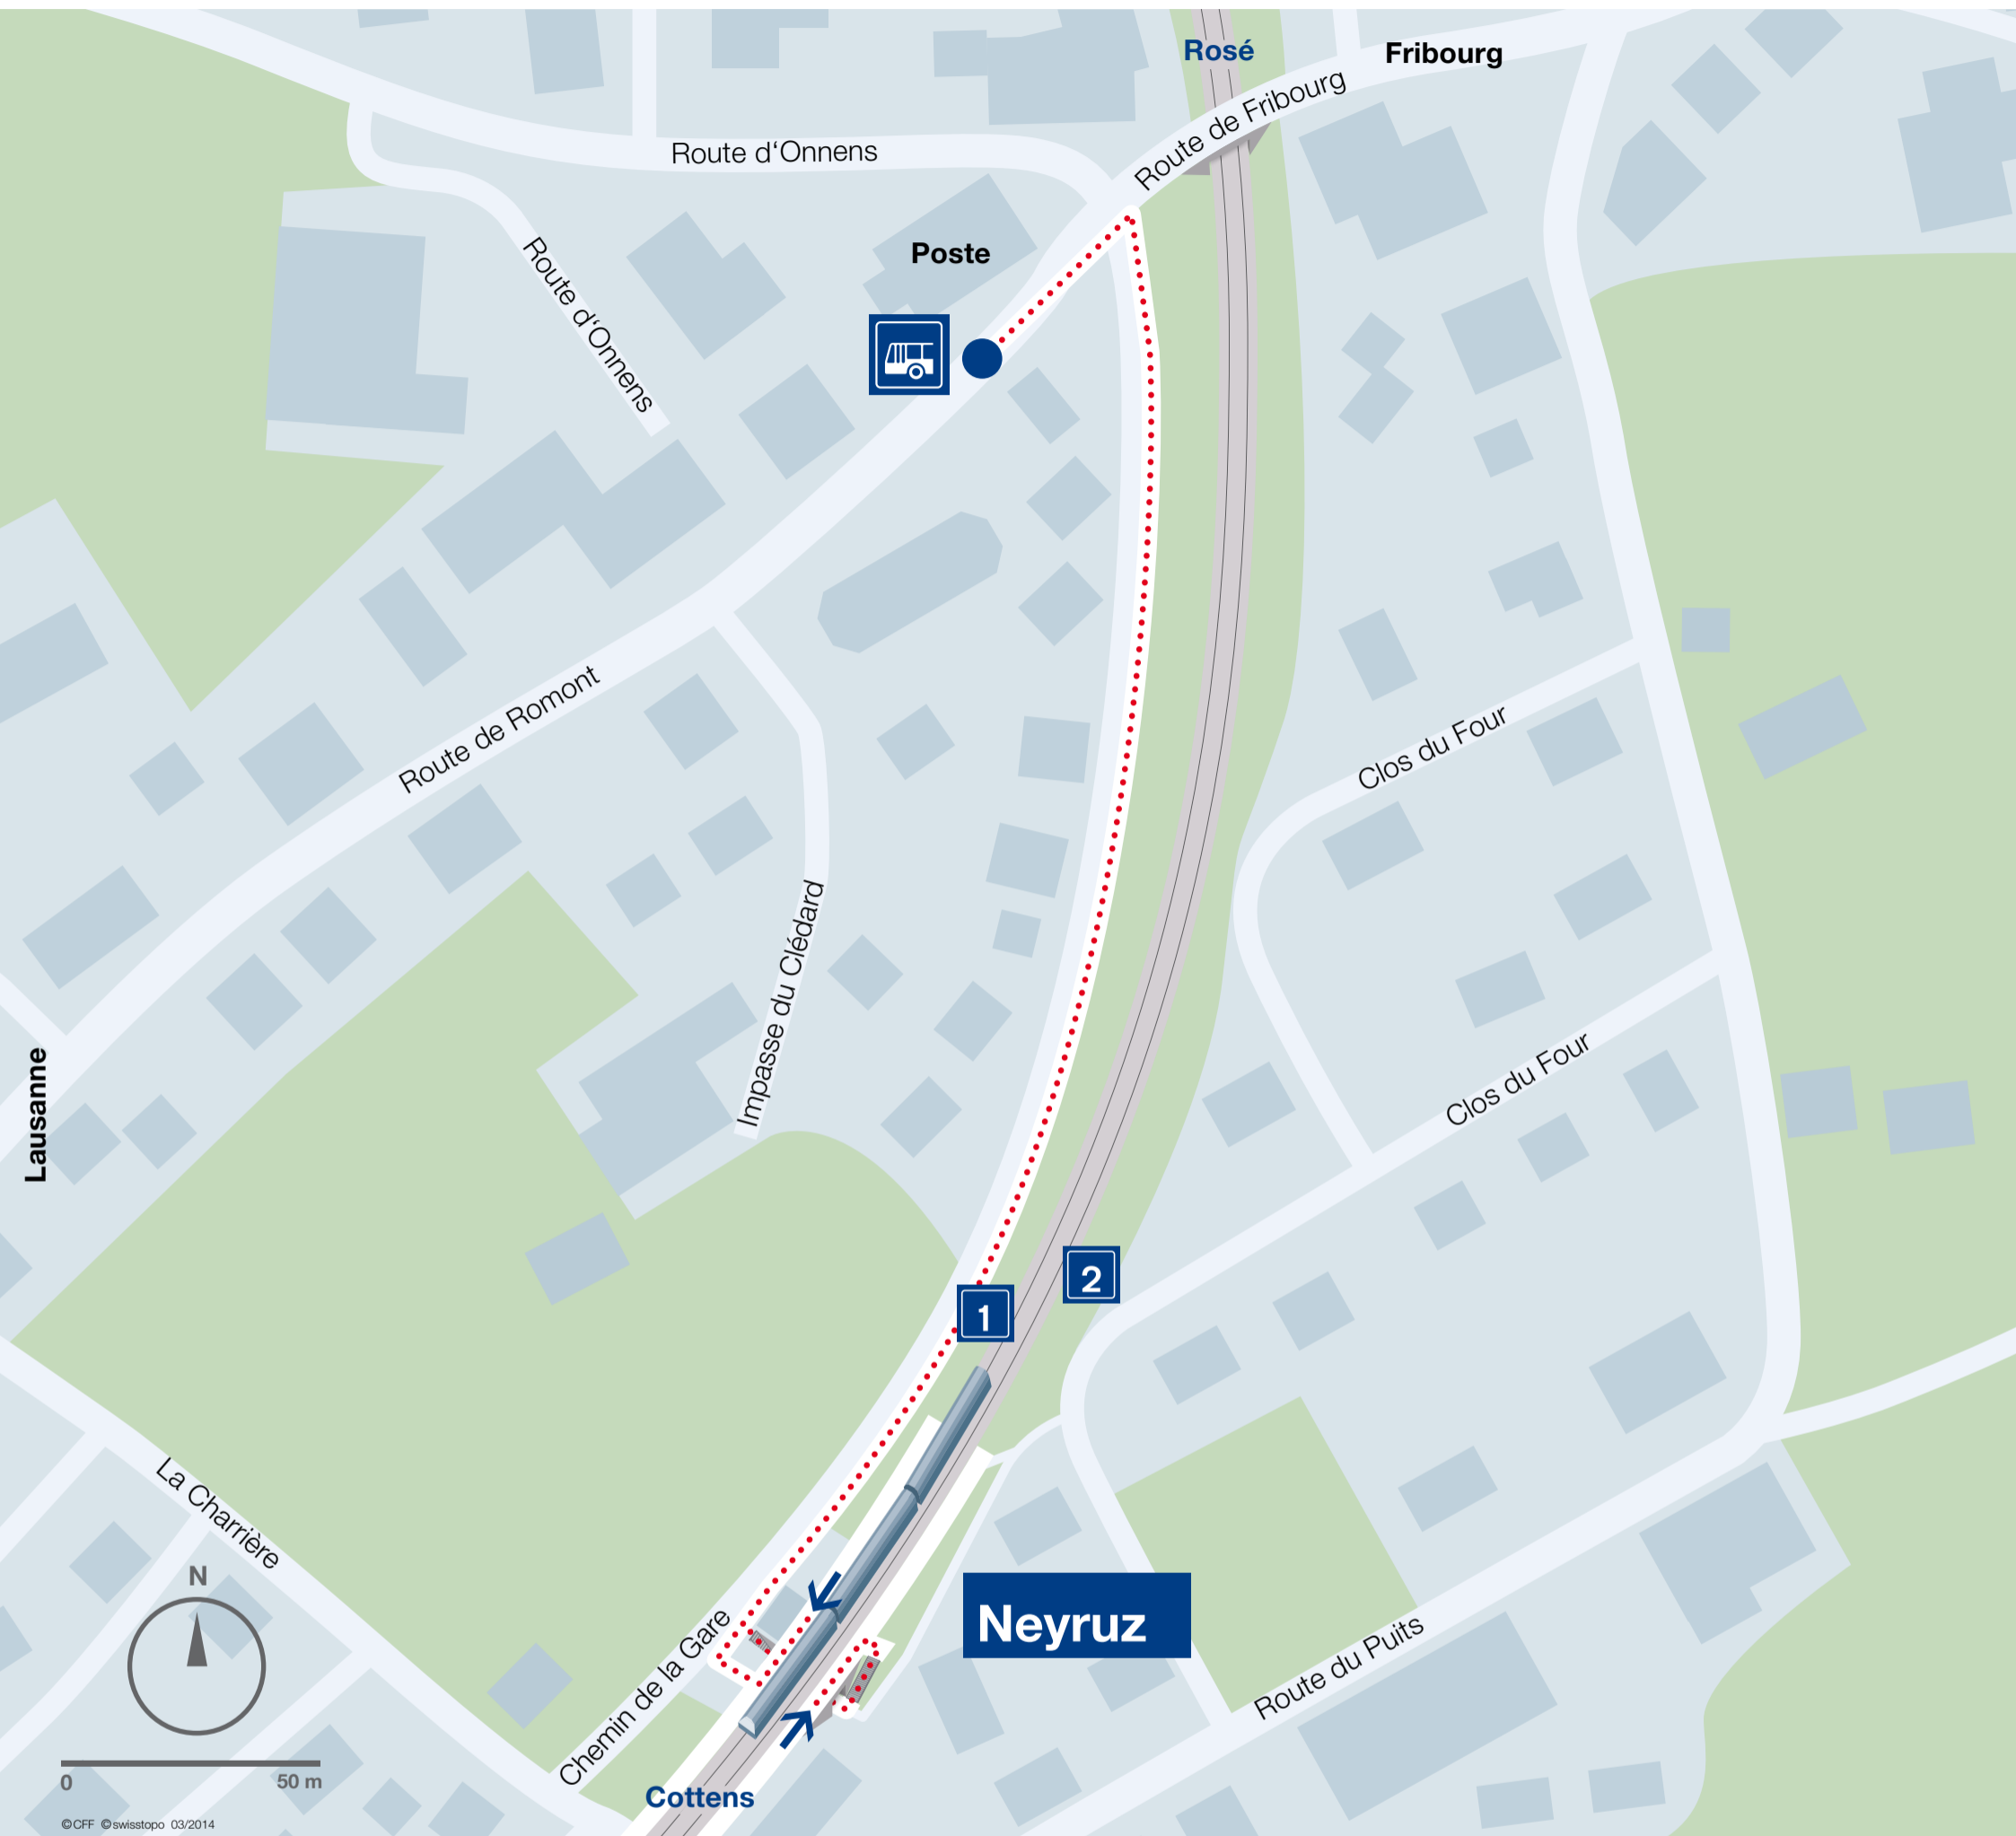 Rosé
Fribourg
Route de Fribourg
Route d‘Onnens
Poste
Route d‘Onnens
Route de Romont
Clos du Four
Impasse du Clédard
Clos du Four
Lausanne
2
1
La Charrière
N
Neyruz
Chemin de la Gare
Route du Puits
0
50 m
Cottens
©CFF ©swisstopo 03/2014